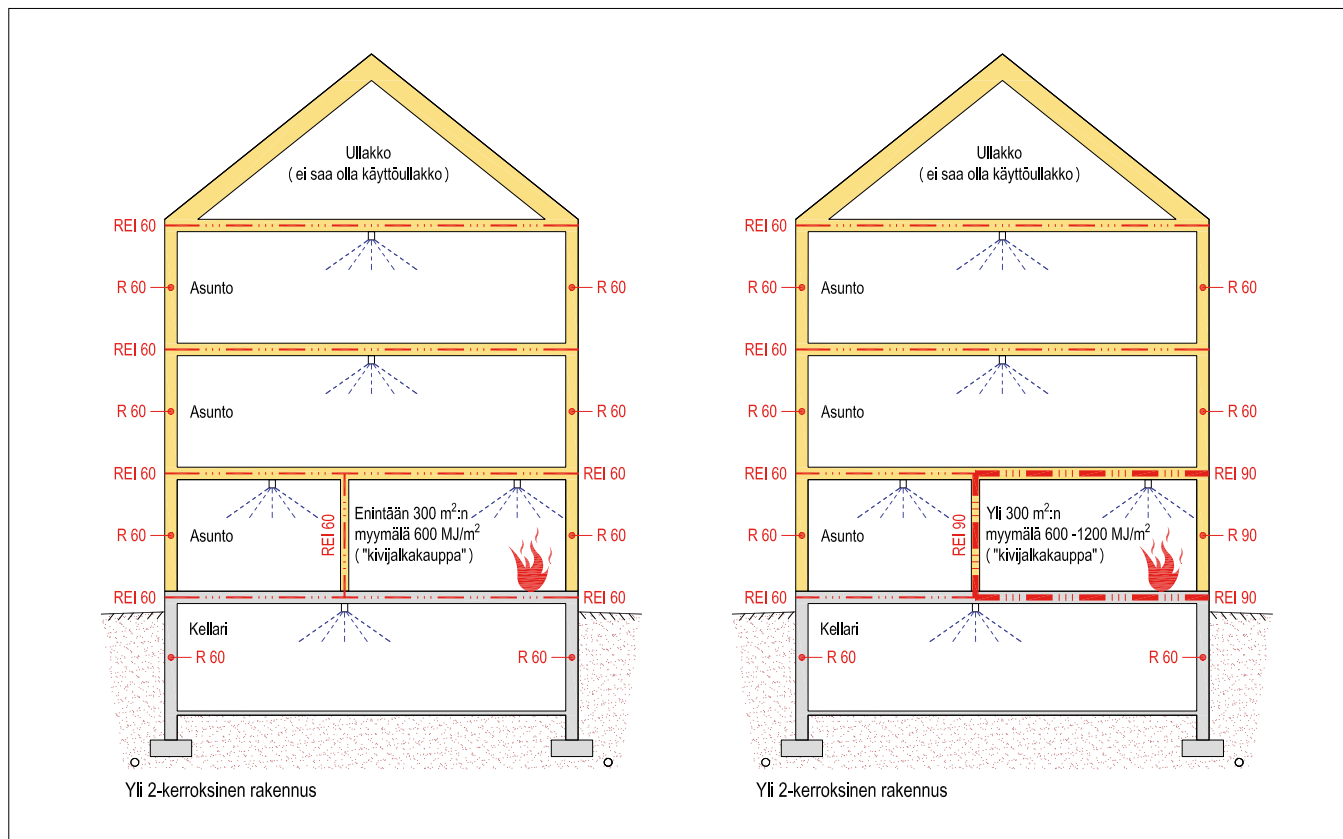 Ullakko
( ei saa olla käyttöullakko)
REI 60
R 60
Asunto
R 60
REI 60
R 60
Asunto
R 60
REI 60
REI 60
R 60
Asunto
REI 60
Enintään 300 m²:n
myymälä 600 MJ/m²
( "kivijalkakauppa" )
R 60
REI 60
REI 60
Kellari
R 60
R 60
Yli 2-kerroksinen rakennus
Ullakko
( ei saa olla käyttöullakko)
REI 60
R 60
Asunto
R 60
REI 60
R 60
Asunto
R 60
REI 60
REI 90
R 60
Asunto
REI 90
Yli 300 m²:n
myymälä 600 -1200 MJ/m²
( "kivijalkakauppa" )
R 90
REI 60
REI 90
Kellari
R 60
R 60
Yli 2-kerroksinen rakennus